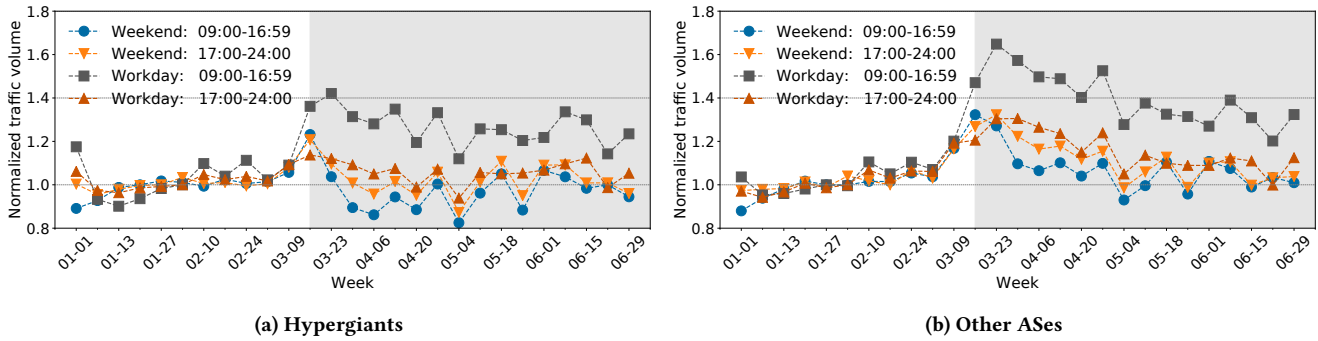 1.8
1.6
1.4
1.2
1.0
0.8
Normalized traffic volume
Weekend: 09:00-16:59
Weekend: 17:00-24:00
Workday: 09:00-16:59
Workday: 17:00-24:00
01-01
01-13
01-27
02-10
02-24
03-09
03-23
04-06
04-20
05-04
05-18
06-01
06-15
06-29
Week
(a) Hypergiants
1.8
1.6
1.4
1.2
1.0
0.8
Normalized traffic volume
Weekend: 09:00-16:59
Weekend: 17:00-24:00
Workday: 09:00-16:59
Workday: 17:00-24:00
01-01
01-13
01-27
02-10
02-24
03-09
03-23
04-06
04-20
05-04
05-18
06-01
06-15
06-29
Week
(b) Other ASes